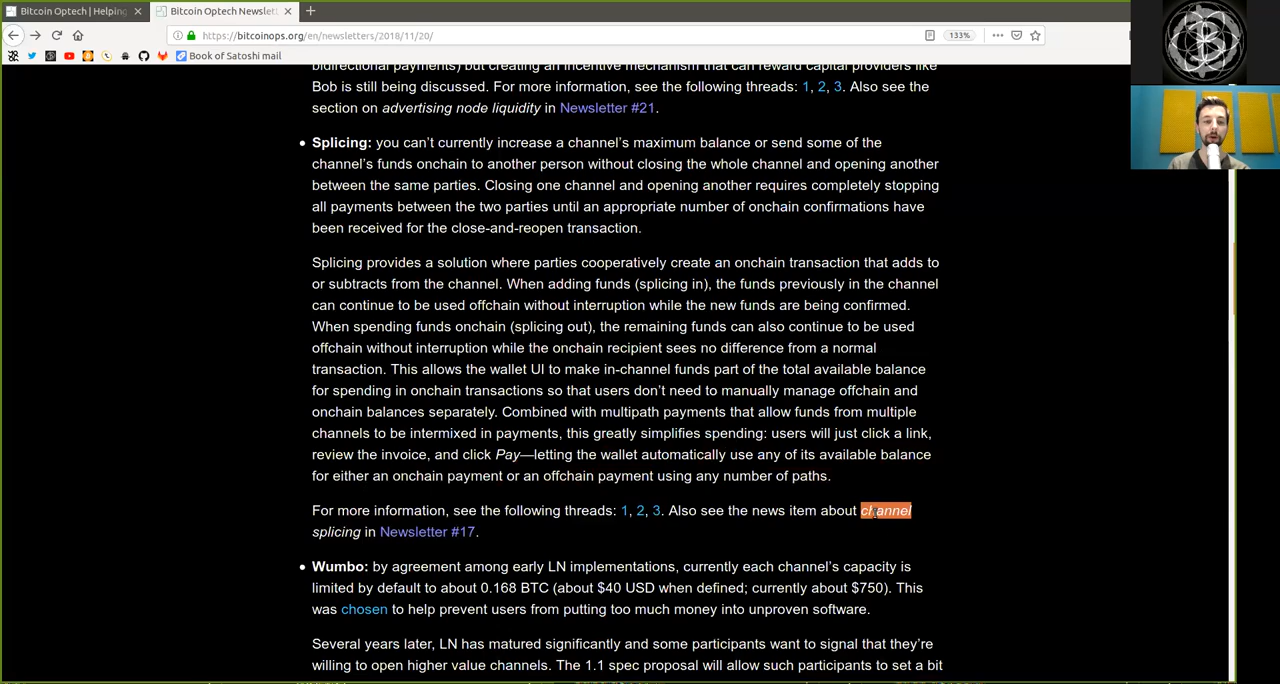 Bitcoin Optech | Helping
Bitcoin Optech Newslett
https://bitcoinops.org/en/newsletters/2018/11/20/
133%
Book of Satoshi mail
bidirectional payments) but creating an incentive mechanism that can reward capital providers like
Bob is still being discussed. For more information, see the following threads: 1, 2, 3. Also see the
section on advertising node liquidity in Newsletter #21.
• Splicing: you can’t currently increase a channel’s maximum balance or send some of the
channel’s funds onchain to another person without closing the whole channel and opening another
between the same parties. Closing one channel and opening another requires completely stopping
all payments between the two parties until an appropriate number of onchain confirmations have
been received for the close-and-reopen transaction.
Splicing provides a solution where parties cooperatively create an onchain transaction that adds to
or subtracts from the channel. When adding funds (splicing in), the funds previously in the channel
can continue to be used offchain without interruption while the new funds are being confirmed.
When spending funds onchain (splicing out), the remaining funds can also continue to be used
offchain without interruption while the onchain recipient sees no difference from a normal
transaction. This allows the wallet UI to make in-channel funds part of the total available balance
for spending in onchain transactions so that users don’t need to manually manage offchain and
onchain balances separately. Combined with multipath payments that allow funds from multiple
channels to be intermixed in payments, this greatly simplifies spending: users will just click a link,
review the invoice, and click Pay—letting the wallet automatically use any of its available balance
for either an onchain payment or an offchain payment using any number of paths.
For more information, see the following threads: 1, 2, 3. Also see the news item about channel
splicing in Newsletter #17.
• Wumbo: by agreement among early LN implementations, currently each channel’s capacity is
limited by default to about 0.168 BTC (about $40 USD when defined; currently about $750). This
was chosen to help prevent users from putting too much money into unproven software.
Several years later, LN has matured significantly and some participants want to signal that they’re
willing to open higher value channels. The 1.1 spec proposal will allow such participants to set a bit